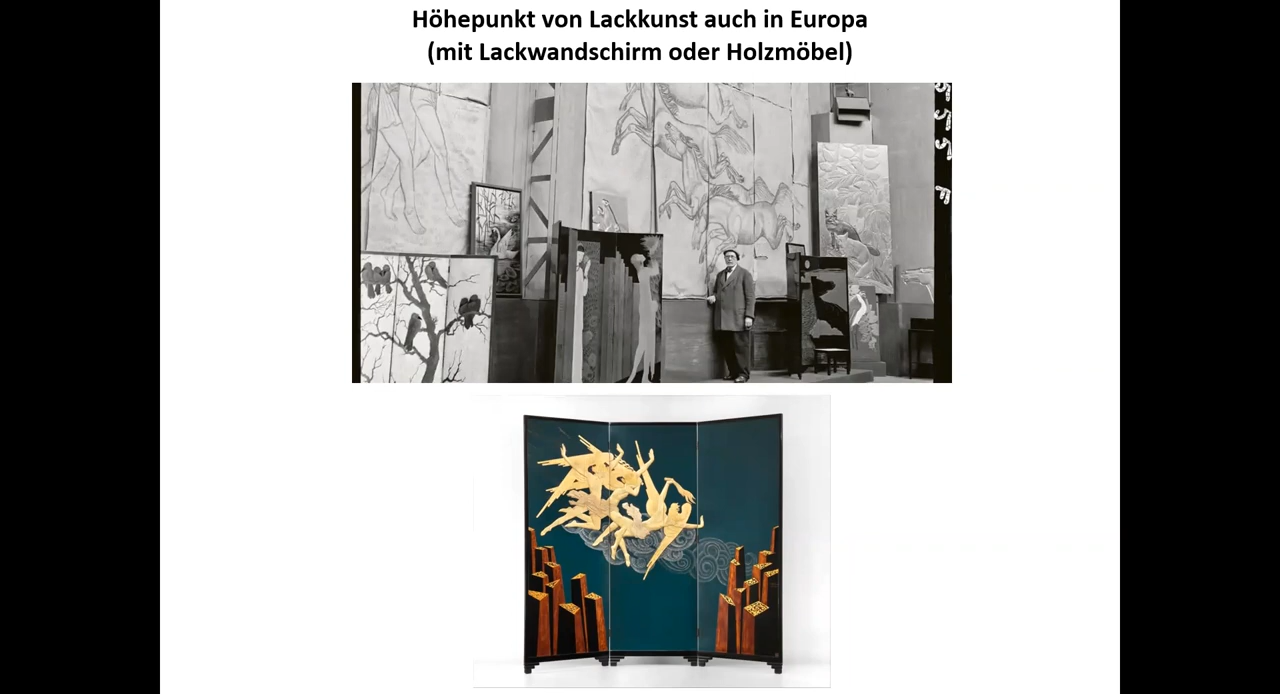 Höhepunkt von Lackkunst auch in Europa
(mit Lackwandschirm oder Holzmöbel)